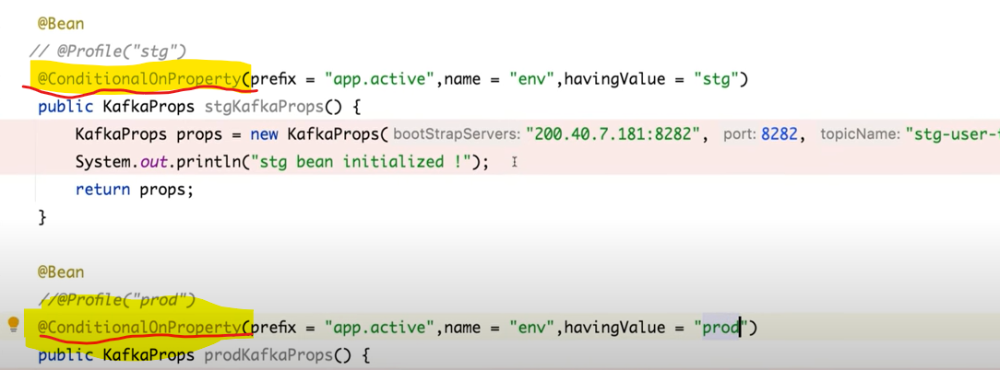 @Bean
// @Profile("stg")
@ConditionalOnProperty(prefix = "app.active",name = "env",havingValue = "stg")
public KafkaProps stgKafkaProps() {
KafkaProps props = new KafkaProps( bootStrapServers: "200.40.7.181:8282", port: 8282, topicName: "stg-user-
System.out.println("stg bean initialized !");
return props;
}
@Bean
//@Profile("prod")
@ConditionalOnProperty(prefix = "app.active",name = "env",havingValue = "prod")
public KafkaProps prodKafkaProps() {